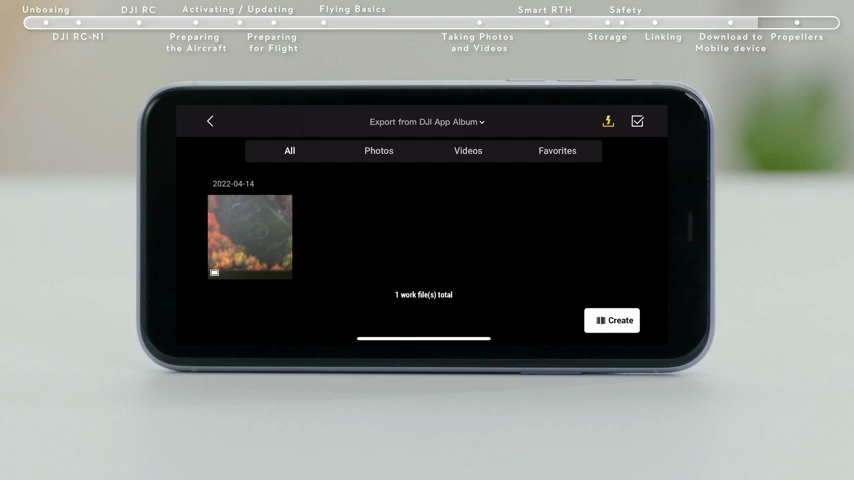 Unboxing
DJI RC
Activating / Updating
Flying Basics
Smart RTH
Safety
DJI RC-N1
Preparing
the Aircraft
Preparing
for Flight
Taking Photos
and Videos
Storage
Linking
Download to
Mobile device
Propellers
Export from DJI App Album
All
Photos
Videos
Favorites
2022-04-14
1 work file(s) total
Create